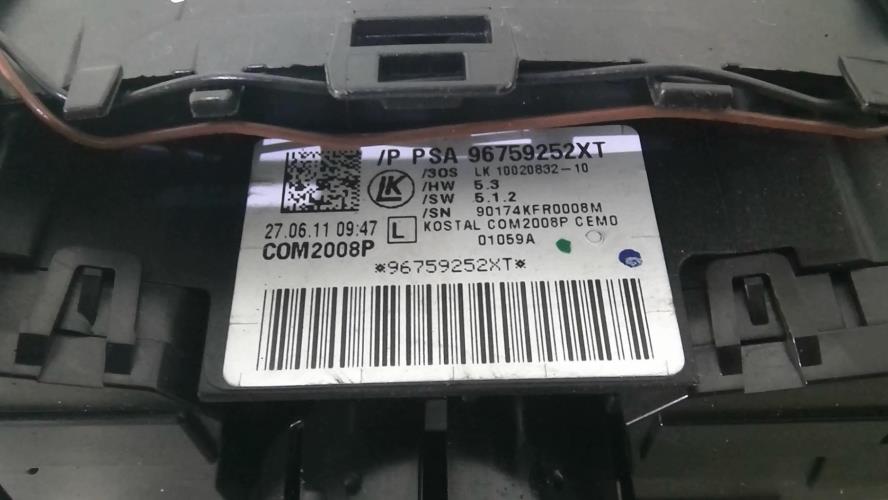 /P PSA 96759252XT
/3OS LK 10020832-10
LK
/HW 5.3
/SW 5.1.2
/SN 90174KFR0008M
27.06.11 09:47 L KOSTAL COM2008P CEM0
COM2008P 01059A
*96759252XT*